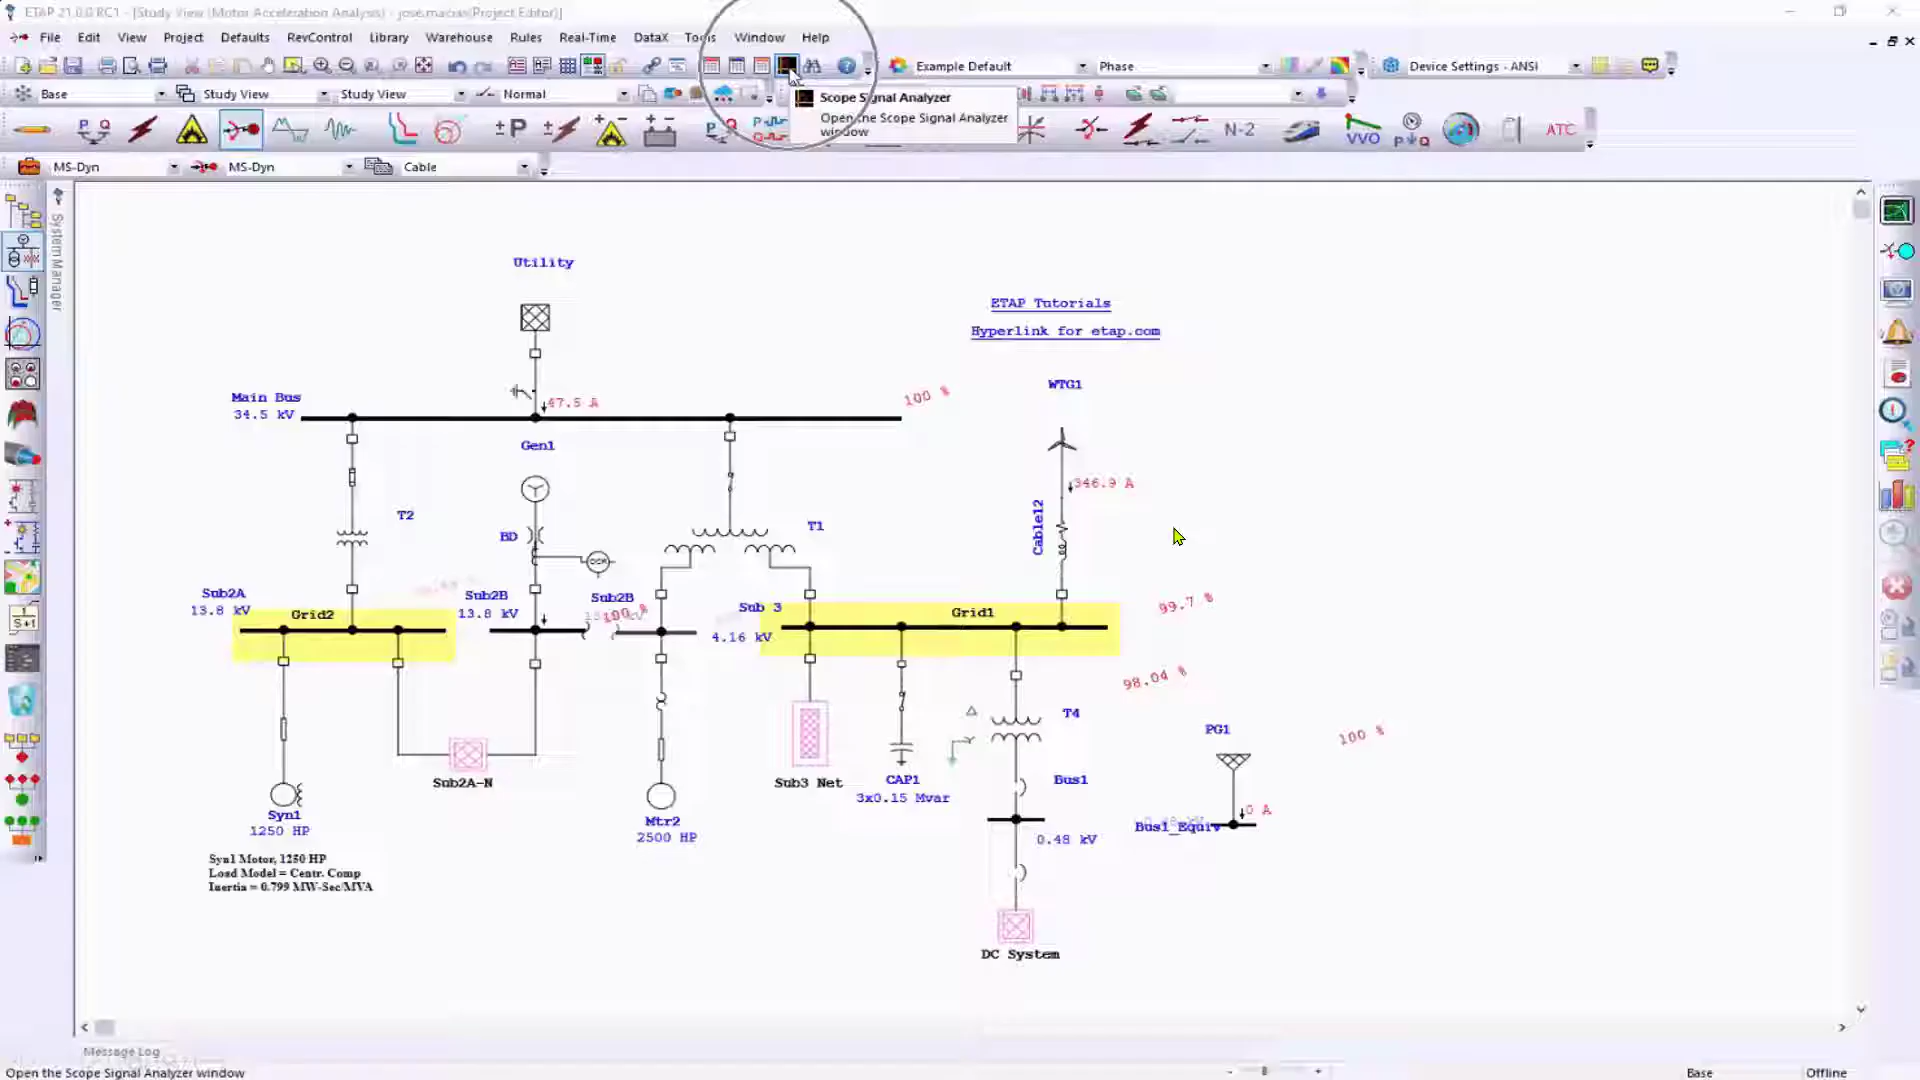 ETAP 21.0.0 RC1 - [Study View (Motor Acceleration Analysis) - jose.macias(Project Editor)]
File Edit View Project Defaults RevControl Library Warehouse Rules Real-Time DataX Tools Window Help
Example Default Phase Device Settings - ANSI
Base Study View Study View Normal
Scope Signal Analyzer
Open the Scope Signal Analyzer
window
N-2
VVO
ATC
MS-Dyn MS-Dyn Cable
System Manager
Utility
ETAP Tutorials
Hyperlink for etap.com
WTG1
Main Bus
34.5 kV
47.5 A
100 %
Gen1
346.9 A
T2
BD
OCR
T1
Cable12
Sub2A
13.8 kV
Grid2
Sub2B
13.8 kV
Sub2B
100 %
Sub 3
4.16 kV
Grid1
99.7 %
98.04 %
T4
PG1
100 %
Sub2A-N
Sub3 Net
CAP1
3x0.15 Mvar
Bus1
0.48 kV
0 A
Bus1_Equiv
Syn1
1250 HP
Mtr2
2500 HP
Syn1 Motor, 1250 HP
Load Model = Centr. Comp
Inertia = 0.799 MW-Sec/MVA
DC System
Message Log
Open the Scope Signal Analyzer window
Base Offline